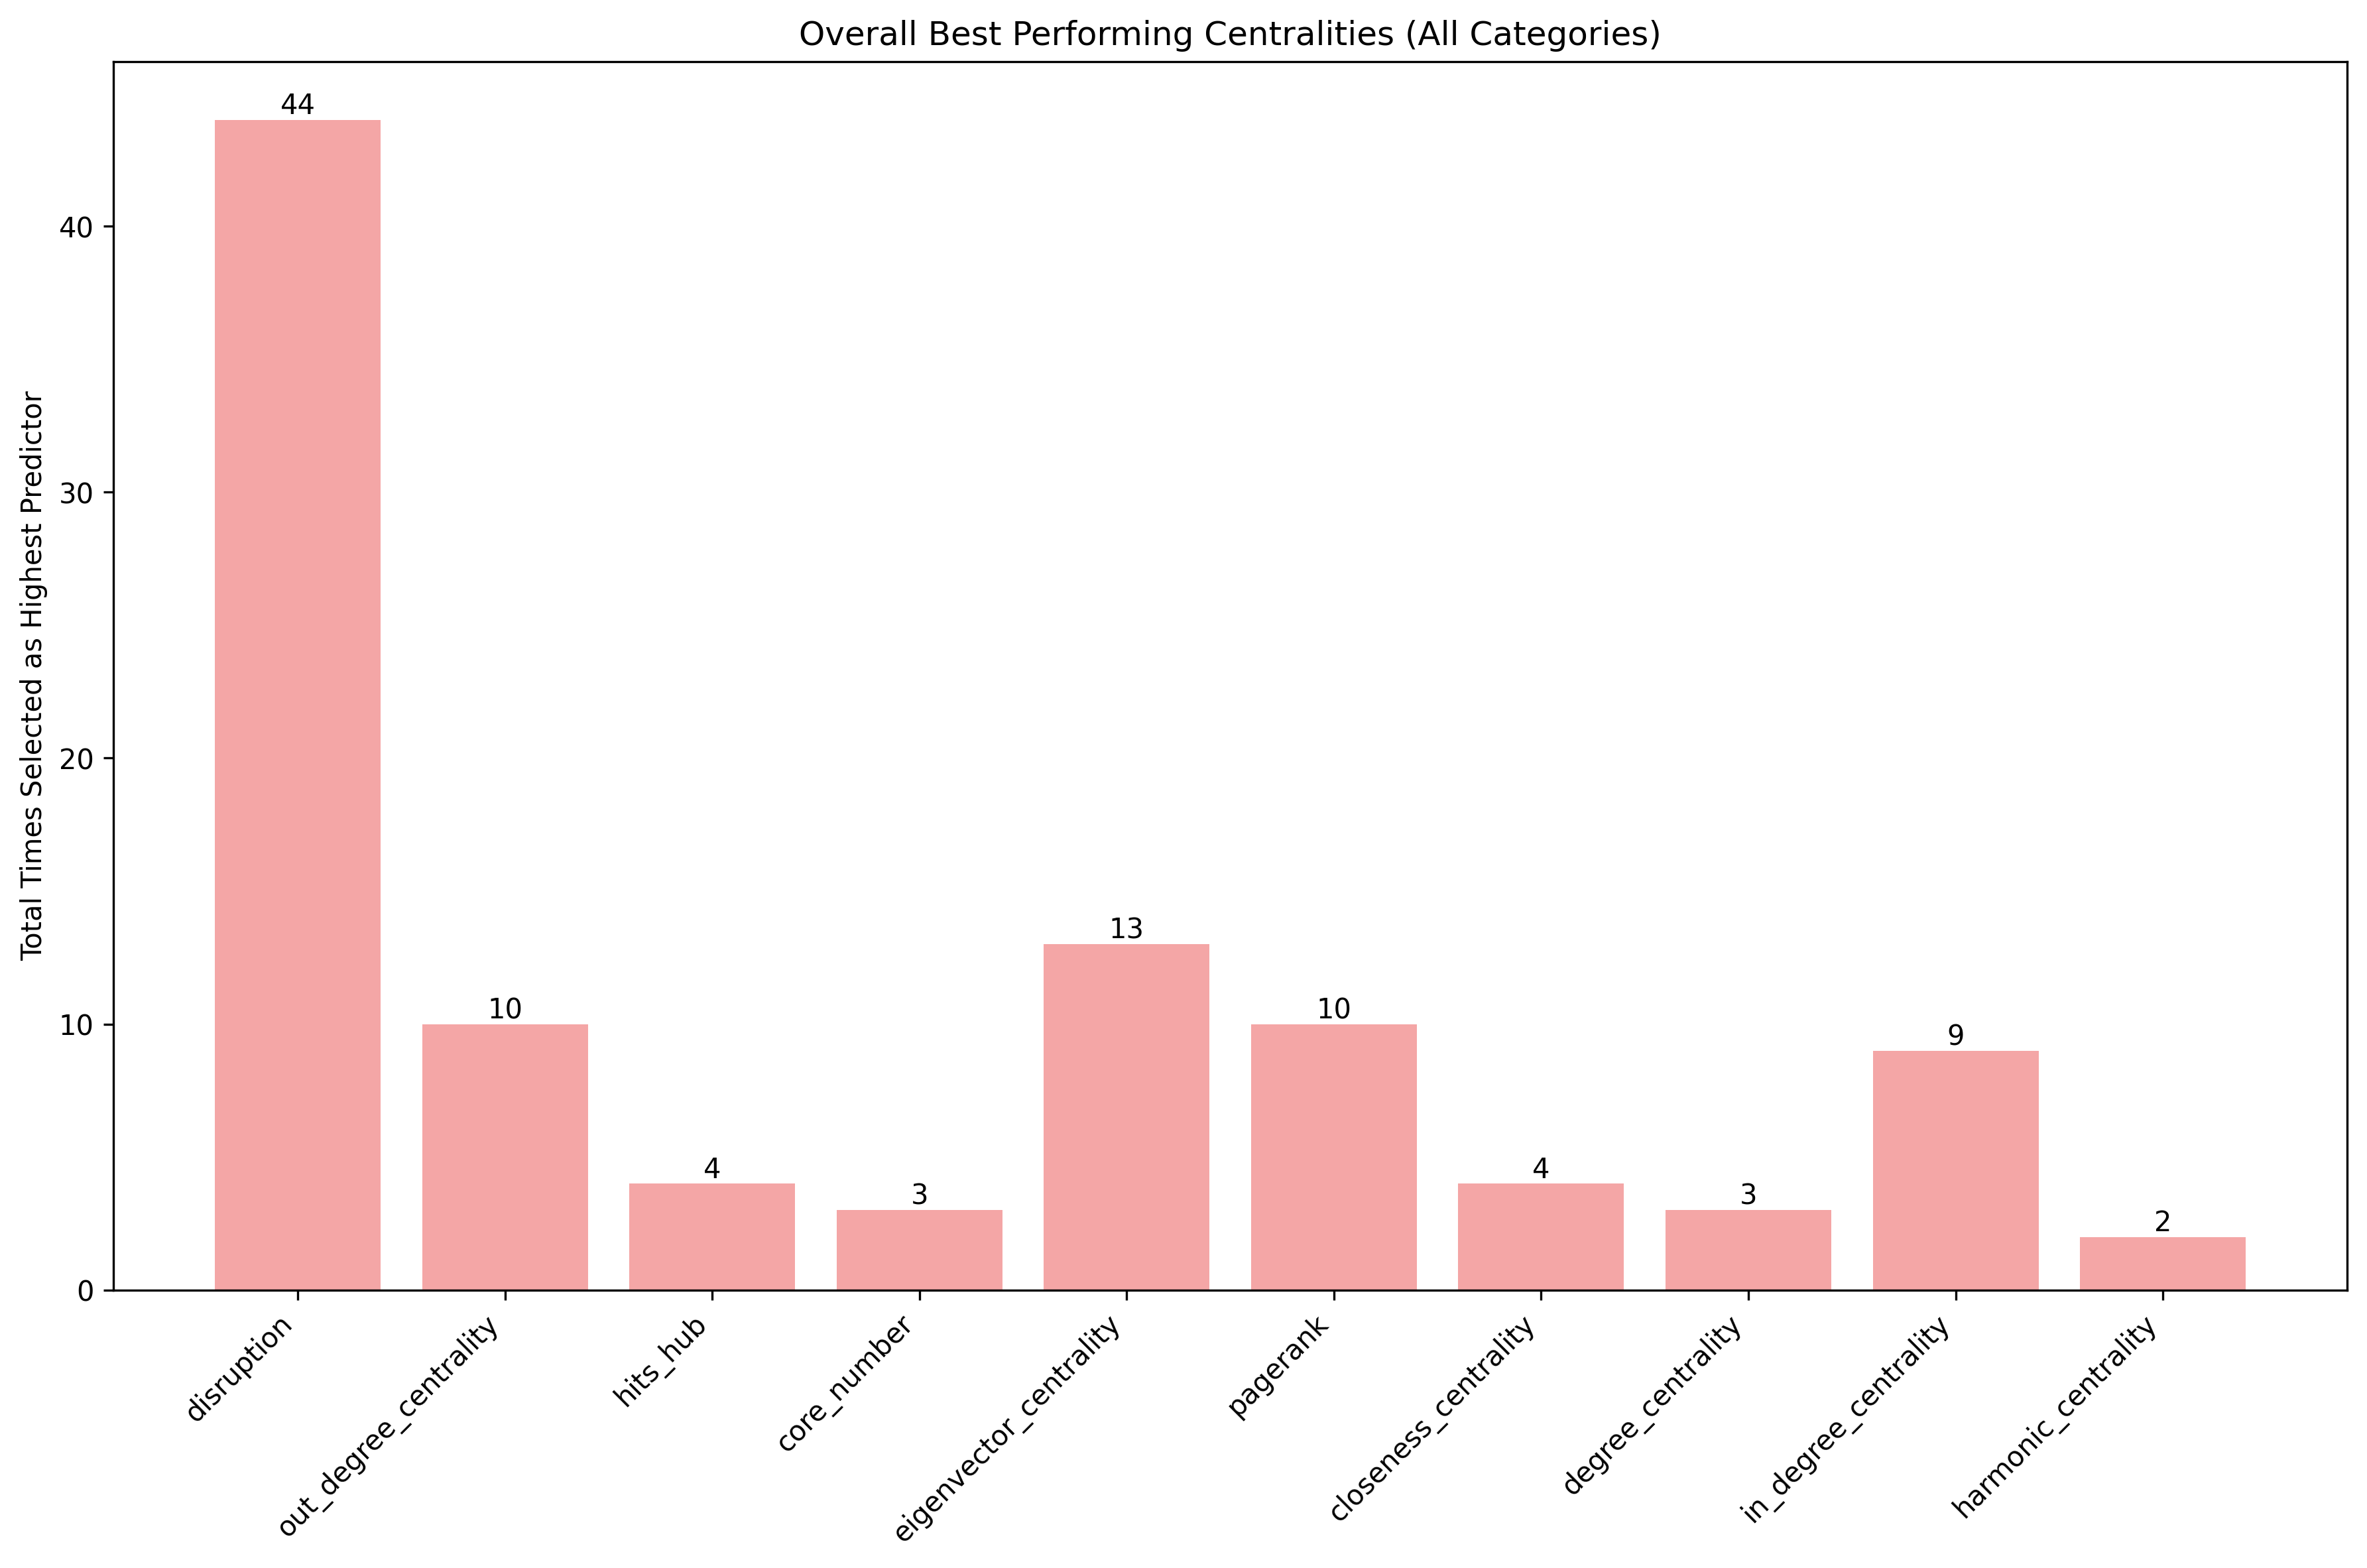 Overall Best Performing Centralities (All Categories)
Total Times Selected as Highest Predictor
40
30
20
10
0
44
10
4
3
13
10
4
3
9
2
disruption
out_degree_centrality
hits_hub
core_number
eigenvector_centrality
pagerank
closeness_centrality
degree_centrality
in_degree_centrality
harmonic_centrality